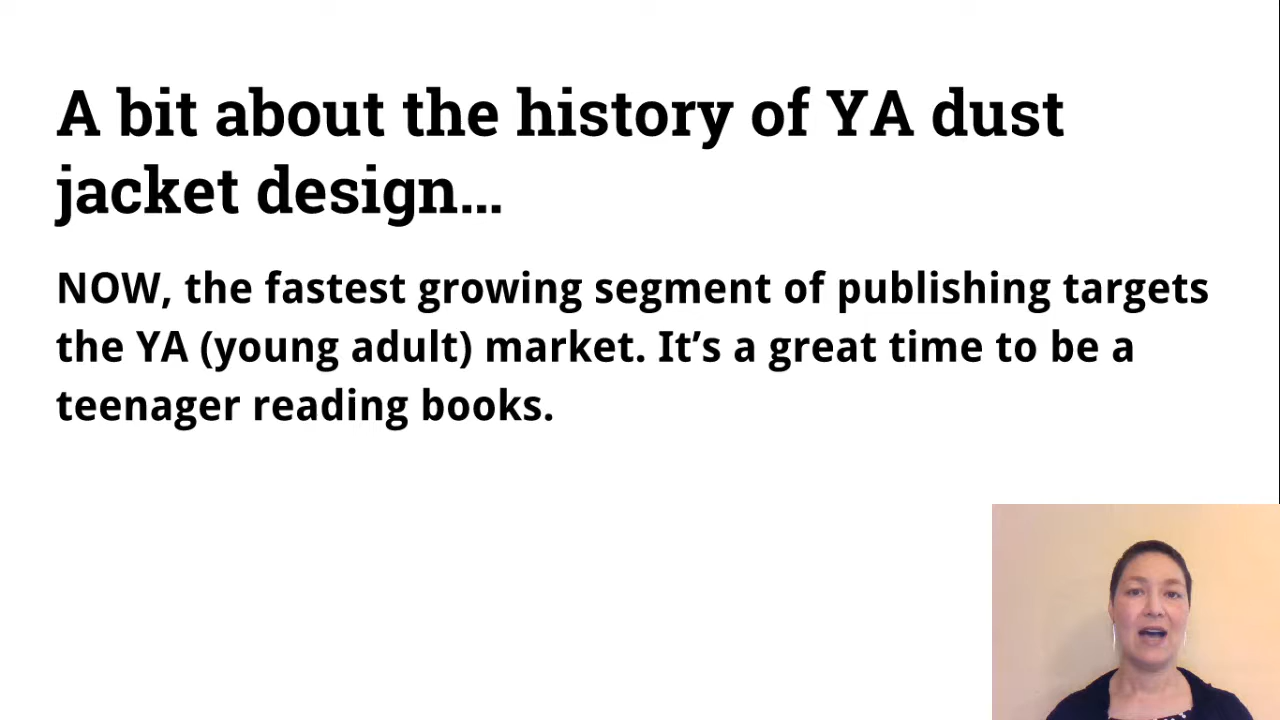 A bit about the history of YA dust
jacket design...
NOW, the fastest growing segment of publishing targets
the YA (young adult) market. It’s a great time to be a
teenager reading books.